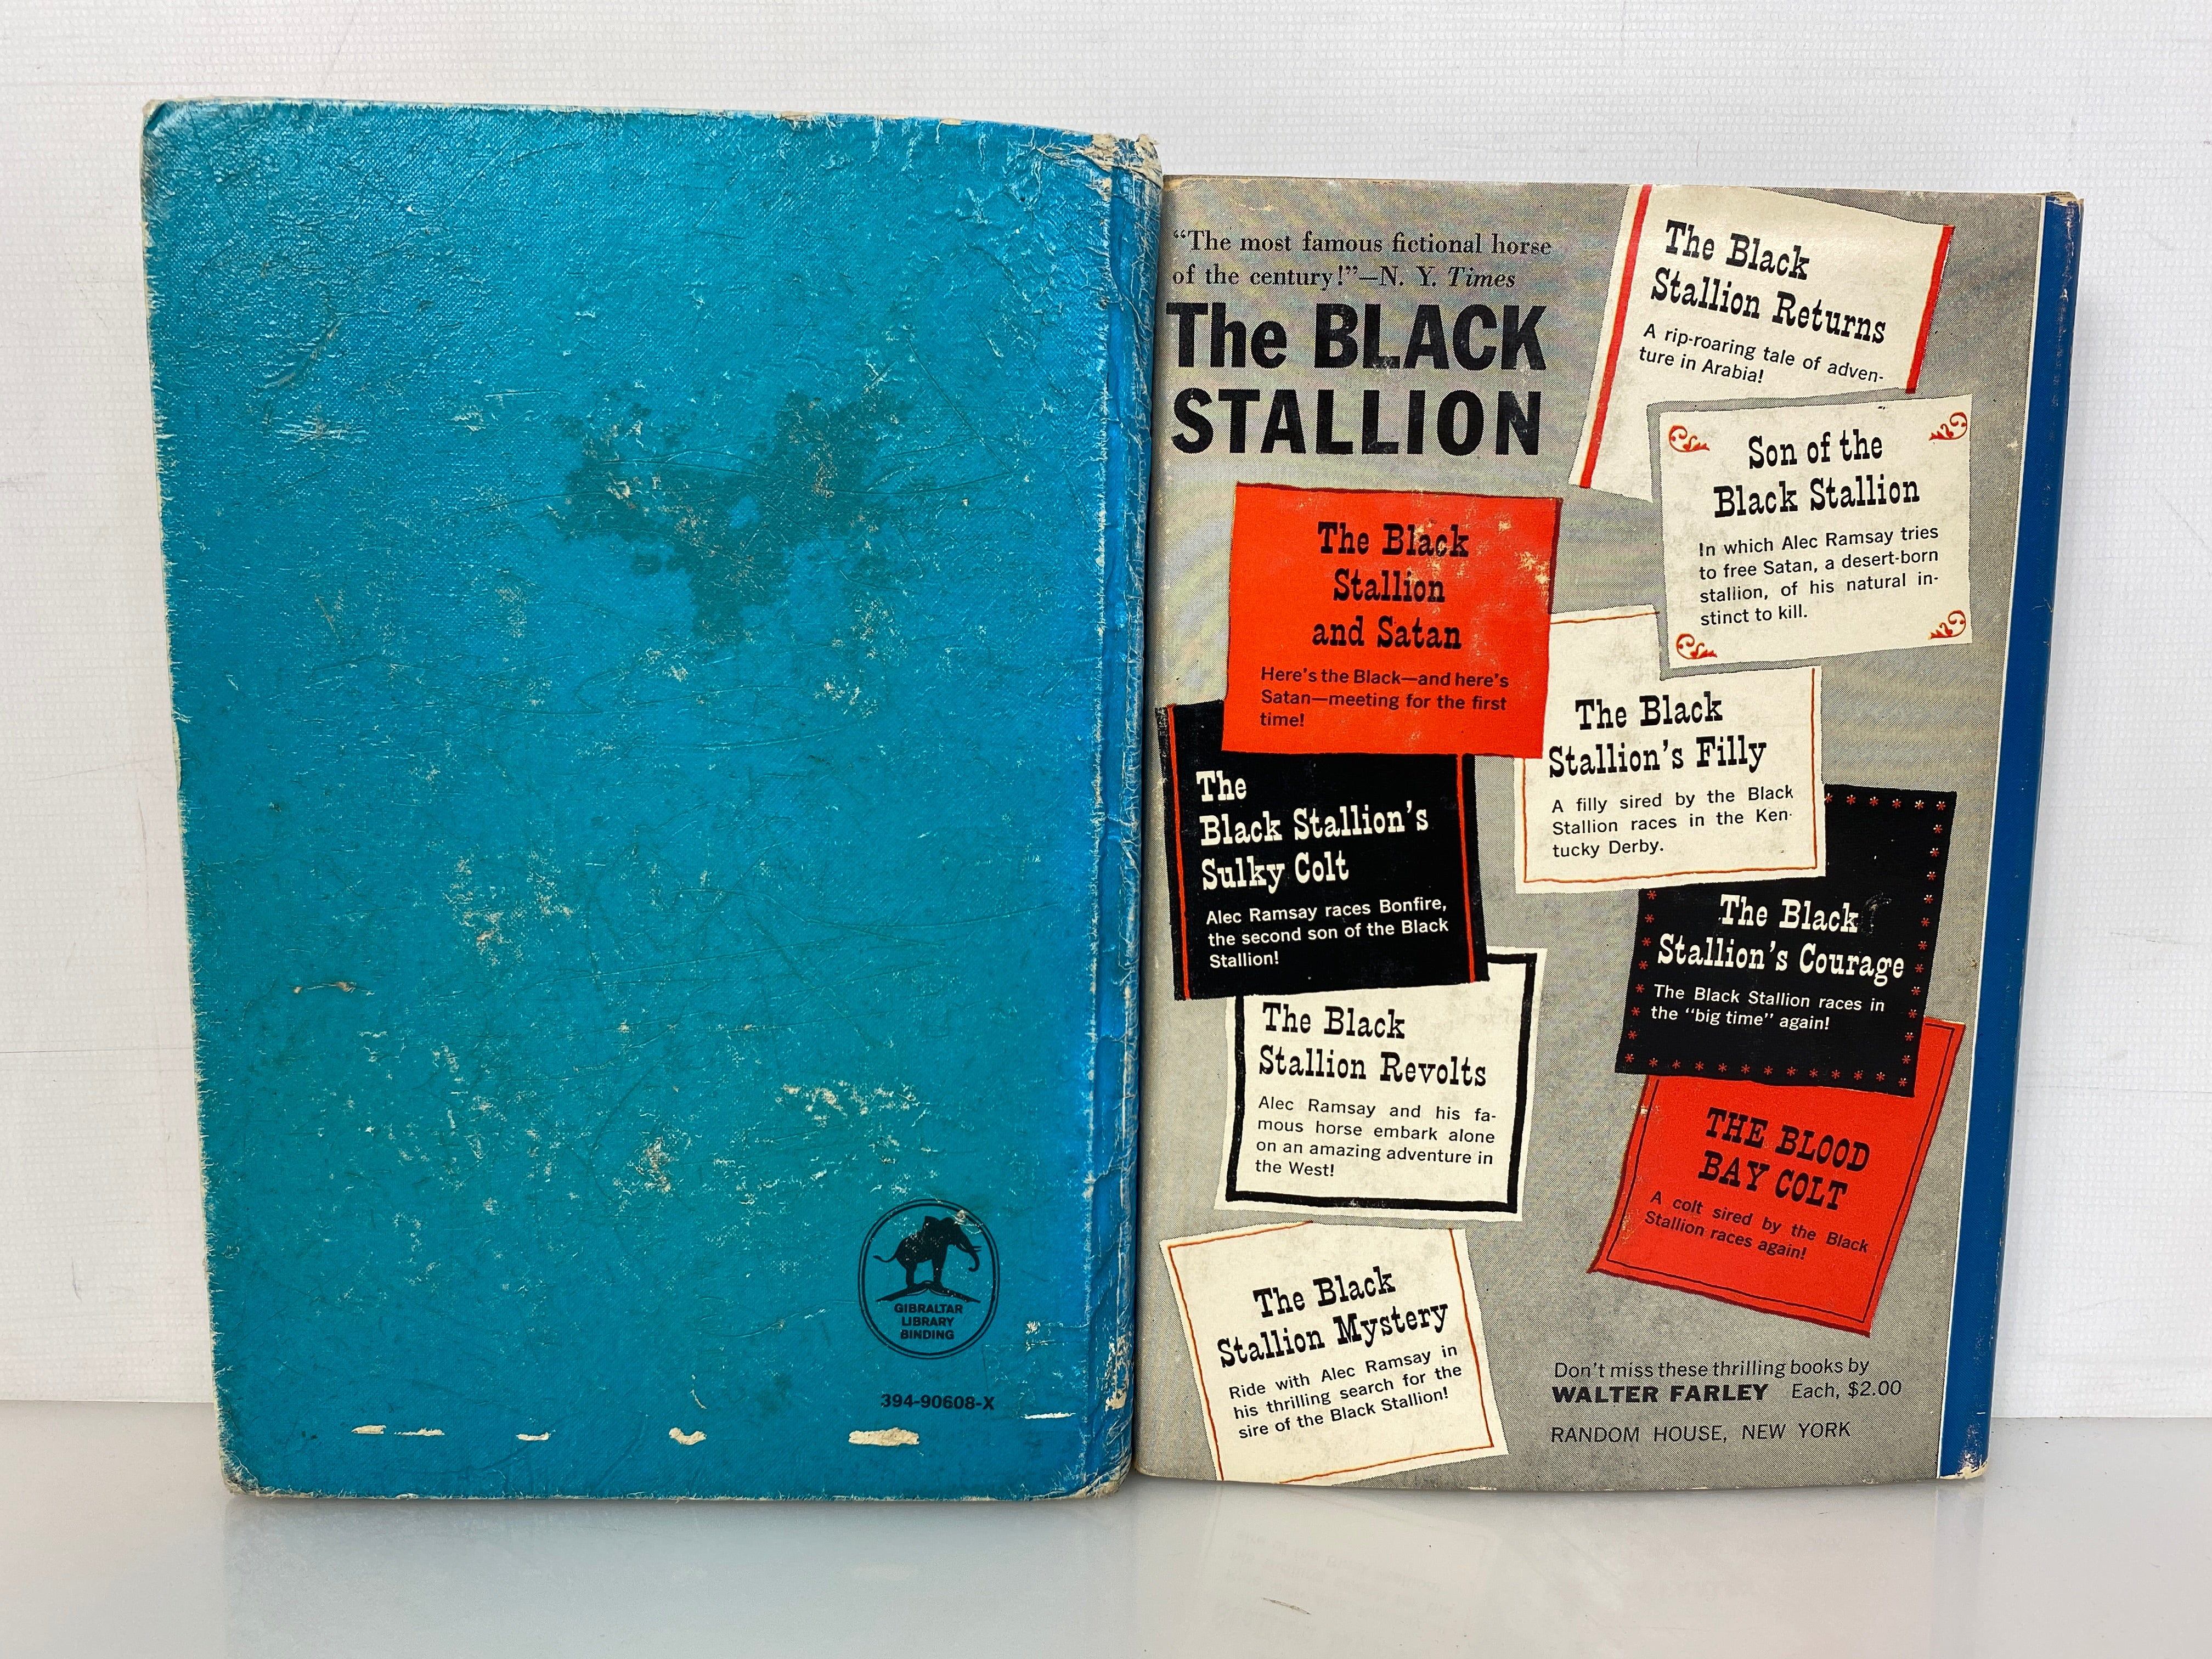 GIBRALTAR
LIBRARY
BINDING
394-90608-X
“The most famous fictional horse
of the century!”—N. Y. Times
The BLACK
STALLION
The Black
Stallion Returns
A rip-roaring tale of adven-
ture in Arabia!
Son of the
Black Stallion
In which Alec Ramsay tries
to free Satan, a desert-born
stallion, of his natural in-
stinct to kill.
The Black
Stallion
and Satan
Here's the Black—and here's
Satan—meeting for the first
time!
The Black
Stallion's Filly
A filly sired by the Black
Stallion races in the Ken-
tucky Derby.
The
Black Stallion's
Sulky Colt
Alec Ramsay races Bonfire,
the second son of the Black
Stallion!
The Black
Stallion's Courage
The Black Stallion races in
the “big time” again!
The Black
Stallion Revolts
Alec Ramsay and his fa-
mous horse embark alone
on an amazing adventure in
the West!
THE BLOOD
BAY COLT
A colt sired by the Black
Stallion races again!
The Black
Stallion Mystery
Ride with Alec Ramsay in
his thrilling search for the
sire of the Black Stallion!
Don't miss these thrilling books by
WALTER FARLEY Each, $2.00
RANDOM HOUSE, NEW YORK